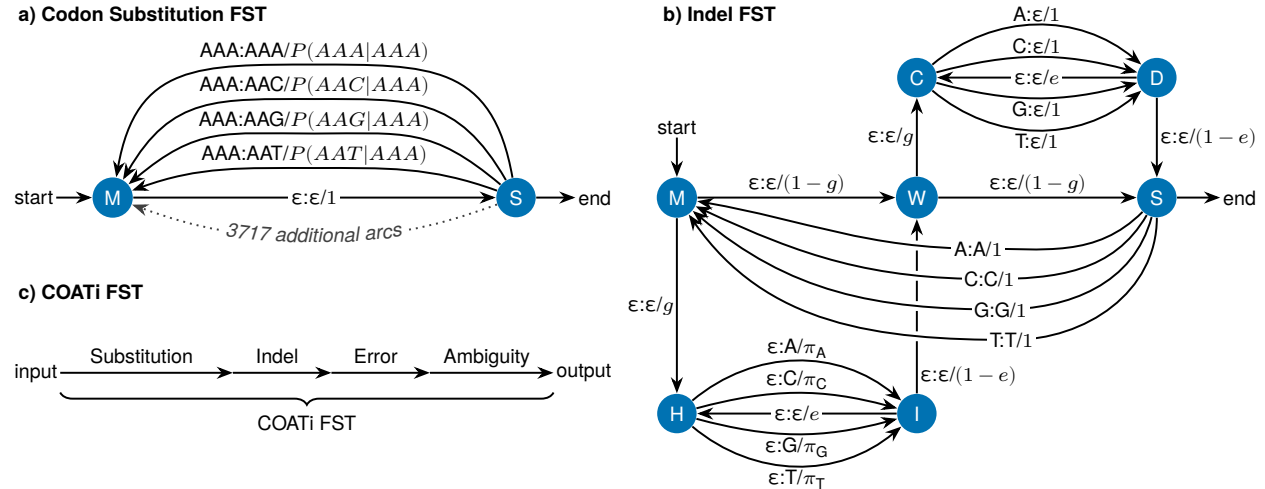 a) Codon Substitution FST
AAA:AAA/P(AAA|AAA)
AAA:AAC/P(AAC|AAA)
AAA:AAG/P(AAG|AAA)
AAA:AAT/P(AAT|AAA)
start
M
ε:ε/1
S
end
3717 additional arcs
c) COATi FST
input
Substitution
Indel
Error
Ambiguity
output
COATi FST
b) Indel FST
A:ε/1
C:ε/1
C
ε:ε/e
D
G:ε/1
T:ε/1
start
ε:ε/g
ε:ε/(1 − e)
M
ε:ε/(1 − g)
W
ε:ε/(1 − g)
S
end
A:A/1
C:C/1
G:G/1
T:T/1
ε:ε/g
ε:A/π_A
ε:C/π_C
ε:ε/(1 − e)
H
ε:ε/e
I
ε:G/π_G
ε:T/π_T